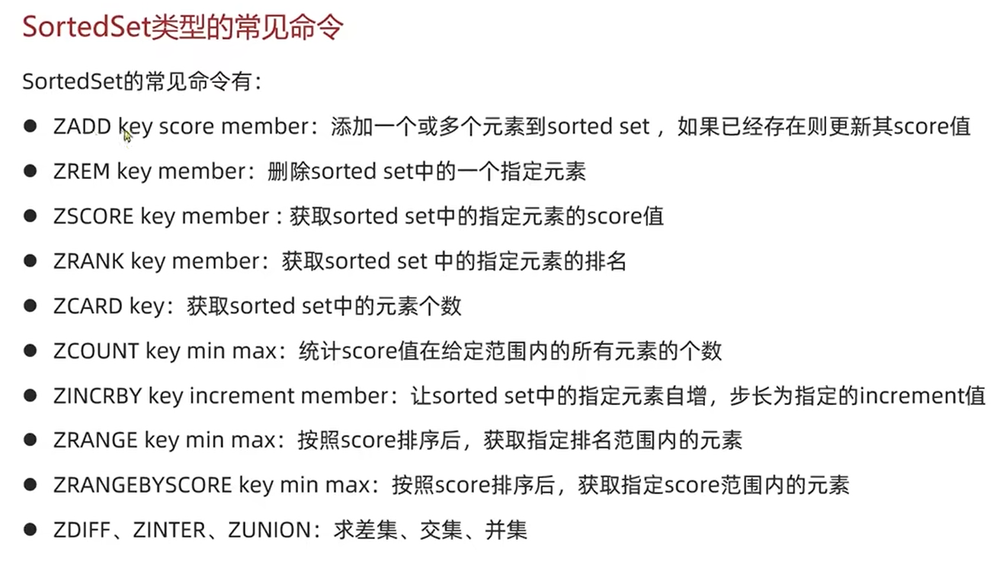 SortedSet类型的常见命令
SortedSet的常见命令有：
● ZADD key score member：添加一个或多个元素到sorted set ，如果已经存在则更新其score值
● ZREM key member：删除sorted set中的一个指定元素
● ZSCORE key member : 获取sorted set中的指定元素的score值
● ZRANK key member：获取sorted set 中的指定元素的排名
● ZCARD key：获取sorted set中的元素个数
● ZCOUNT key min max：统计score值在给定范围内的所有元素的个数
● ZINCRBY key increment member：让sorted set中的指定元素自增，步长为指定的increment值
● ZRANGE key min max：按照score排序后，获取指定排名范围内的元素
● ZRANGEBYSCORE key min max：按照score排序后，获取指定score范围内的元素
● ZDIFF、ZINTER、ZUNION：求差集、交集、并集